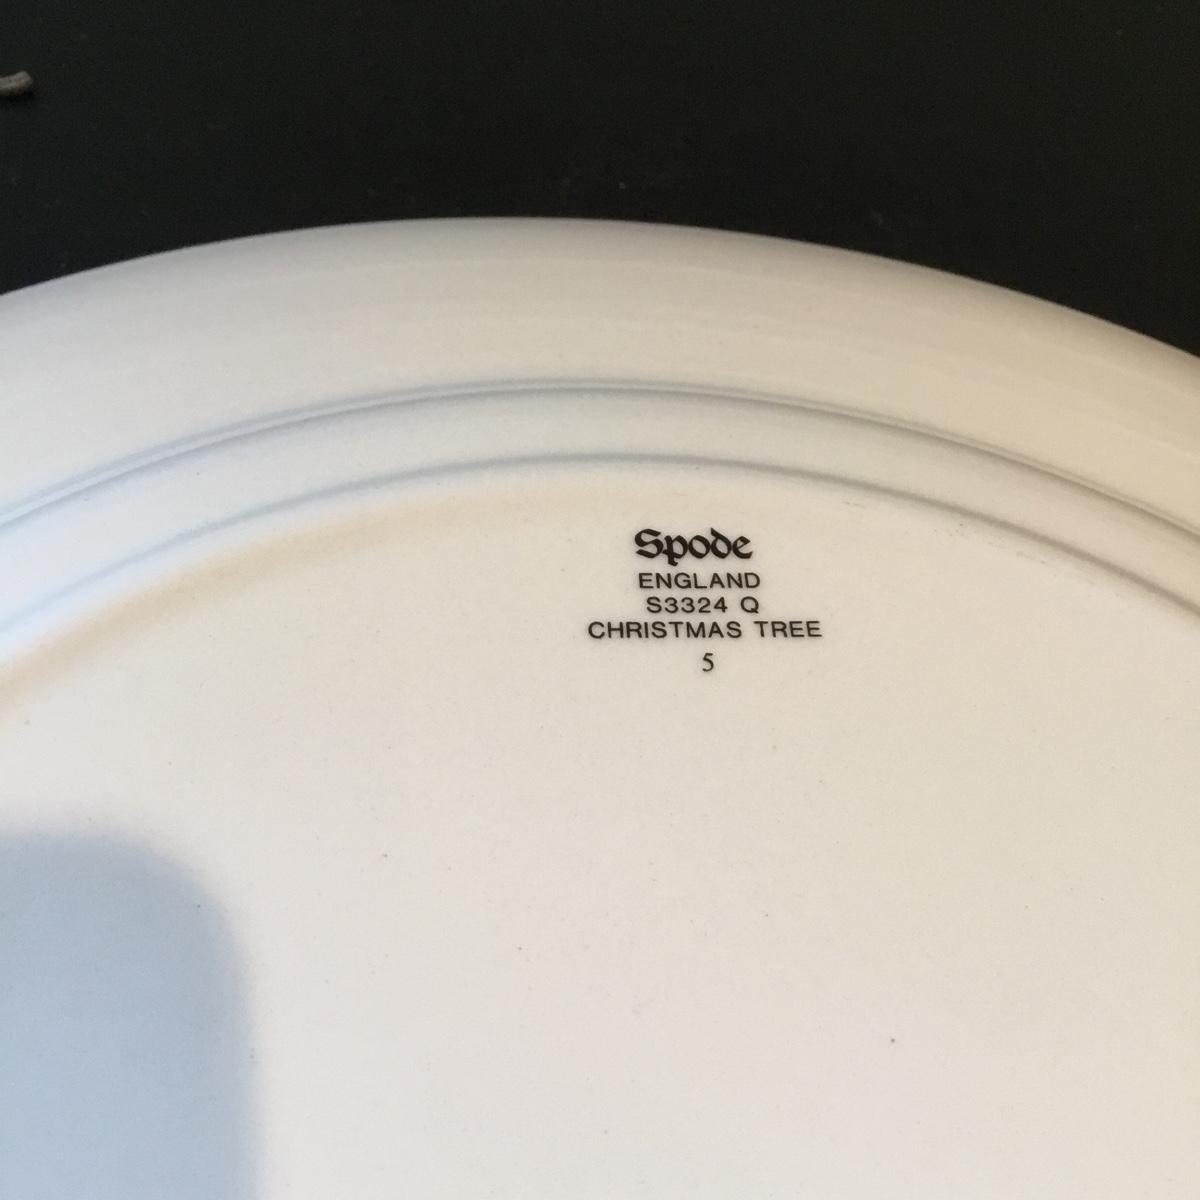 Spode
ENGLAND
S3324 Q
CHRISTMAS TREE
5